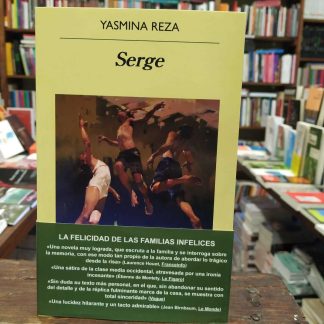 YASMINA REZA
Serge
LA FELICIDAD DE LAS FAMILIAS INFELICES
«Una novela muy lograda, que escruta a la familia y se interroga sobre
la memoria, con ese modo tan propio de la autora de abordar lo trágico
desde la risa» (Laurence Houot, Franceinfo)
«Una sátira de la clase media occidental, atravesada por una ironía
incesante» (Étienne de Montety, Le Figaro)
«Sin duda su texto más personal, en el que, sin abandonar su sentido
del detalle y de la réplica fulminante marca de la casa, se muestra con
total sinceridad» (Vogue)
«Una lucidez hilarante y un tacto admirable» (Jean Birnbaum, Le Monde)